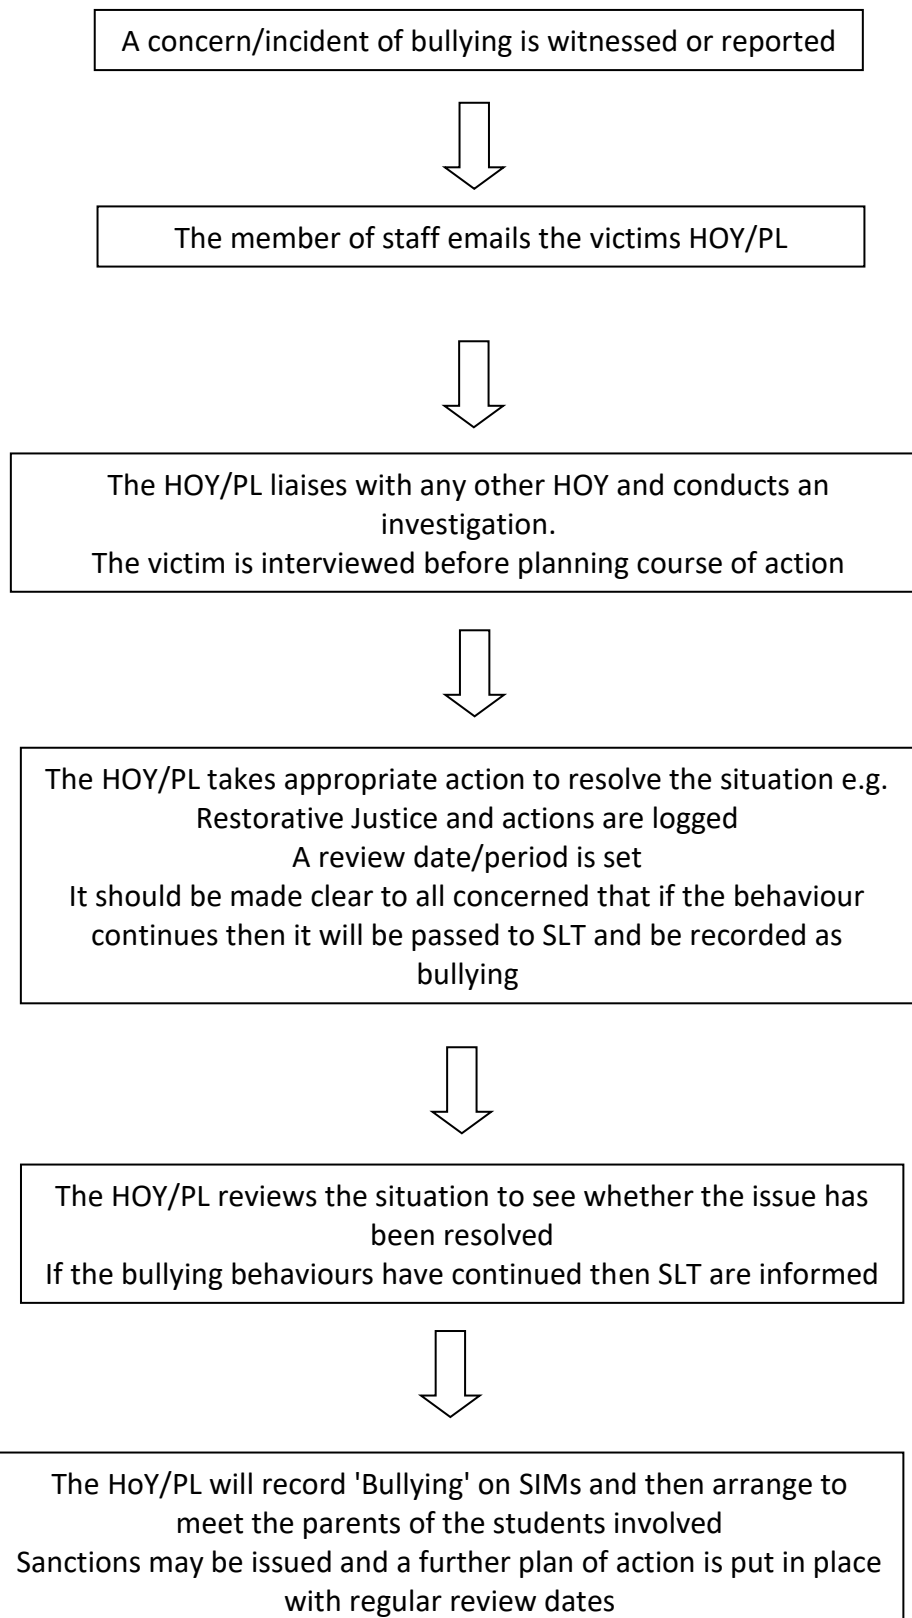 A concern/incident of bullying is witnessed or reported
The member of staff emails the victims HOY/PL
The HOY/PL liaises with any other HOY and conducts an
investigation.
The victim is interviewed before planning course of action
The HOY/PL takes appropriate action to resolve the situation e.g.
Restorative Justice and actions are logged
A review date/period is set
It should be made clear to all concerned that if the behaviour
continues then it will be passed to SLT and be recorded as
bullying
The HOY/PL reviews the situation to see whether the issue has
been resolved
If the bullying behaviours have continued then SLT are informed
The HoY/PL will record 'Bullying' on SIMs and then arrange to
meet the parents of the students involved
Sanctions may be issued and a further plan of action is put in place
with regular review dates